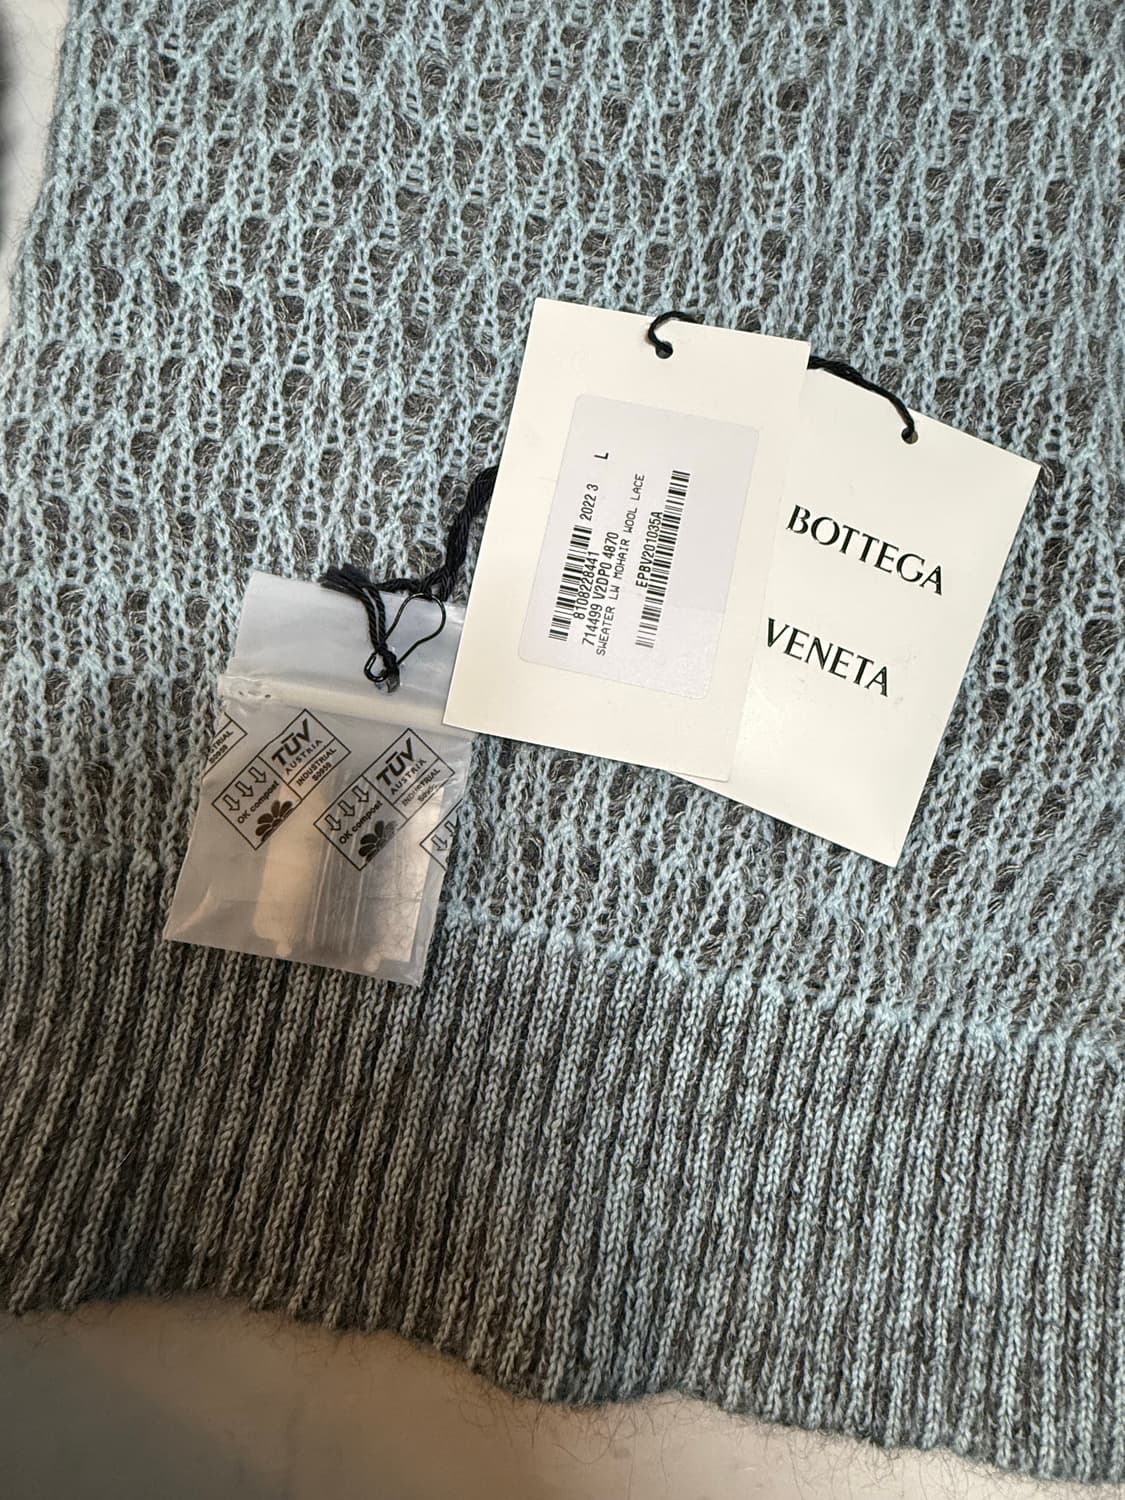 BOTTEGA
VENETA
L
2022 3
8108228441
714499 V2DP0 4870
SWEATER LW MOHAIR WOOL LACE
EPBV201035A
TÜV
AUSTRIA
INDUSTRIAL
OK compost
TÜV
AUSTRIA
INDUSTRIAL
OK compost